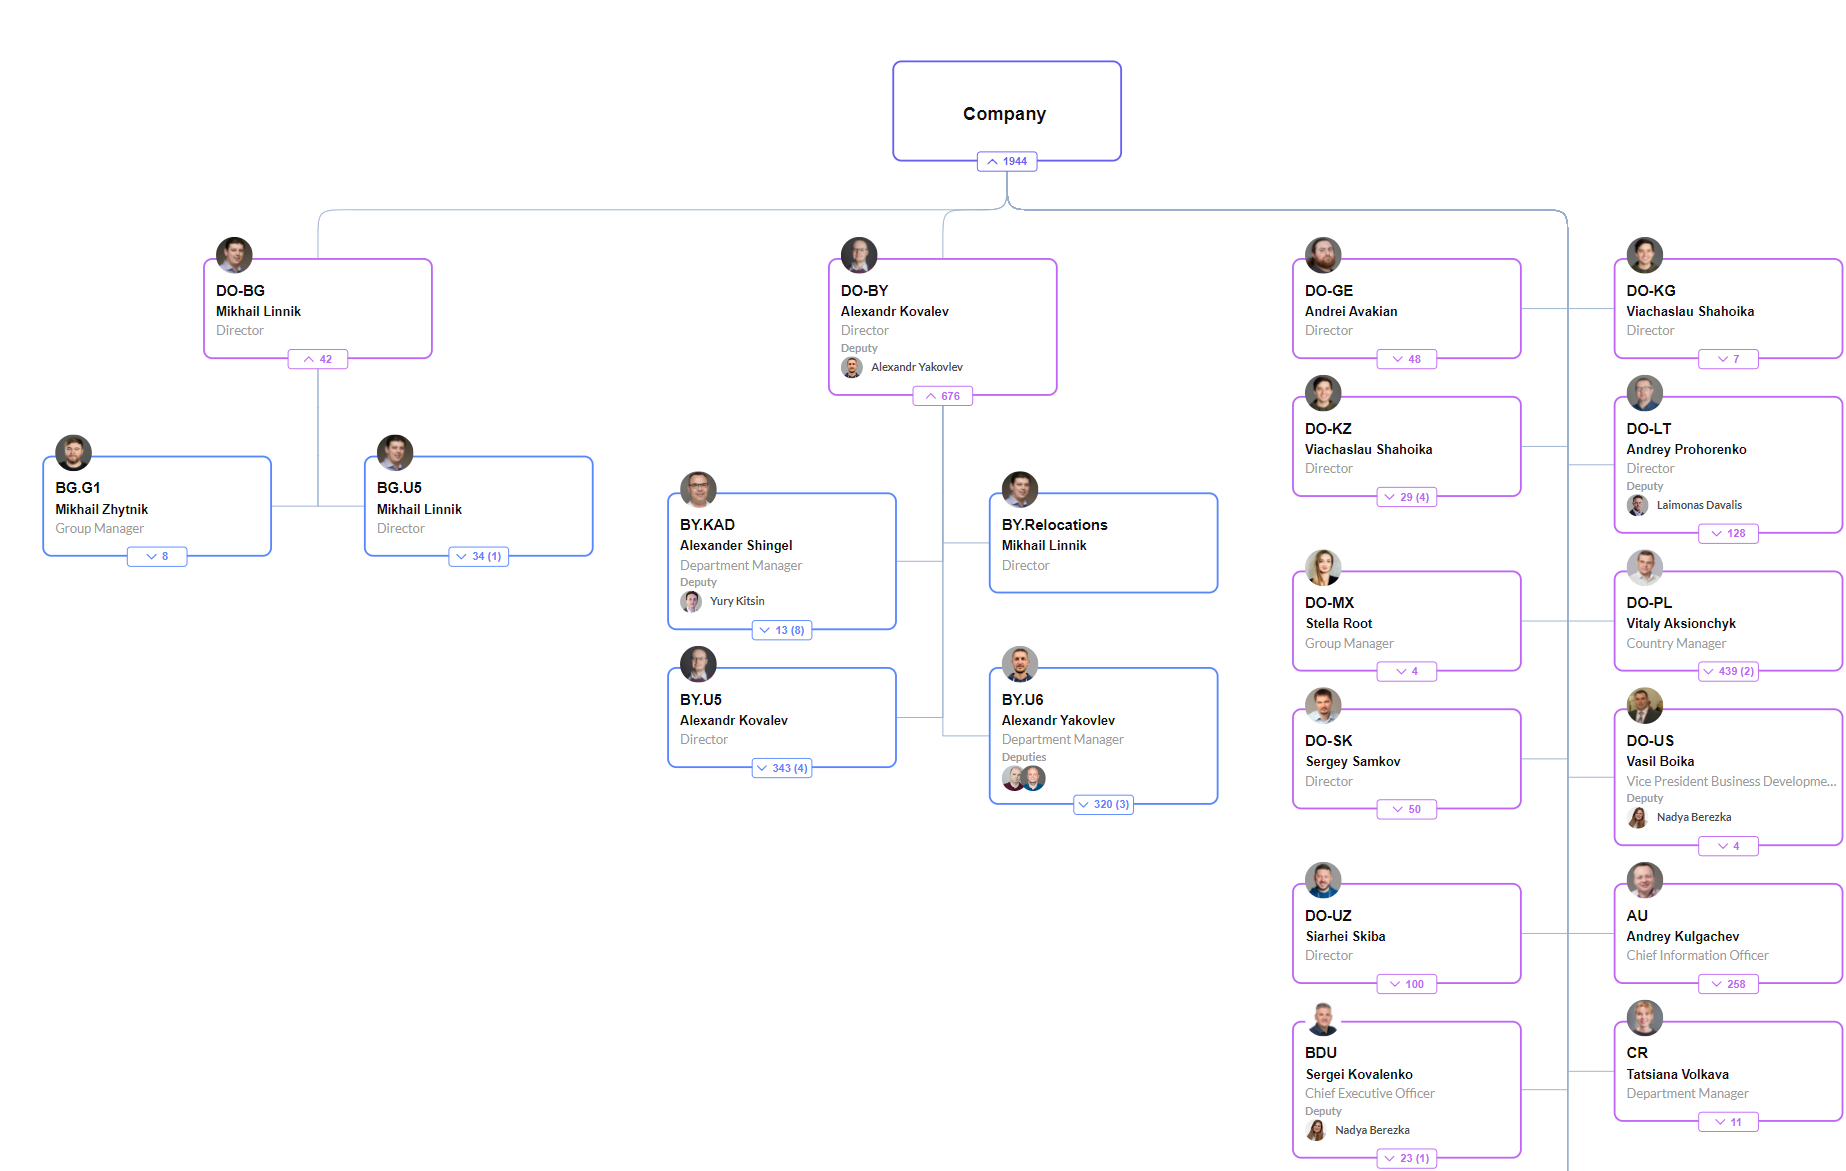 Company
1944
DO-BG
Mikhail Linnik
Director
42
BG.G1
Mikhail Zhytnik
Group Manager
8
BG.U5
Mikhail Linnik
Director
34 (1)
DO-BY
Alexandr Kovalev
Director
Deputy
Alexandr Yakovlev
676
BY.KAD
Alexander Shingel
Department Manager
Deputy
Yury Kitsin
13 (8)
BY.Relocations
Mikhail Linnik
Director
BY.U5
Alexandr Kovalev
Director
343 (4)
BY.U6
Alexandr Yakovlev
Department Manager
Deputies
320 (3)
DO-GE
Andrei Avakian
Director
48
DO-KG
Viachaslau Shahoika
Director
7
DO-KZ
Viachaslau Shahoika
Director
29 (4)
DO-LT
Andrey Prohorenko
Director
Deputy
Laimonas Davalis
128
DO-MX
Stella Root
Group Manager
4
DO-PL
Vitaly Aksionchyk
Country Manager
439 (2)
DO-SK
Sergey Samkov
Director
50
DO-US
Vasil Boika
Vice President Business Developme...
Deputy
Nadya Berezka
4
DO-UZ
Siarhei Skiba
Director
100
AU
Andrey Kulgachev
Chief Information Officer
258
BDU
Sergei Kovalenko
Chief Executive Officer
Deputy
Nadya Berezka
23 (1)
CR
Tatsiana Volkava
Department Manager
11